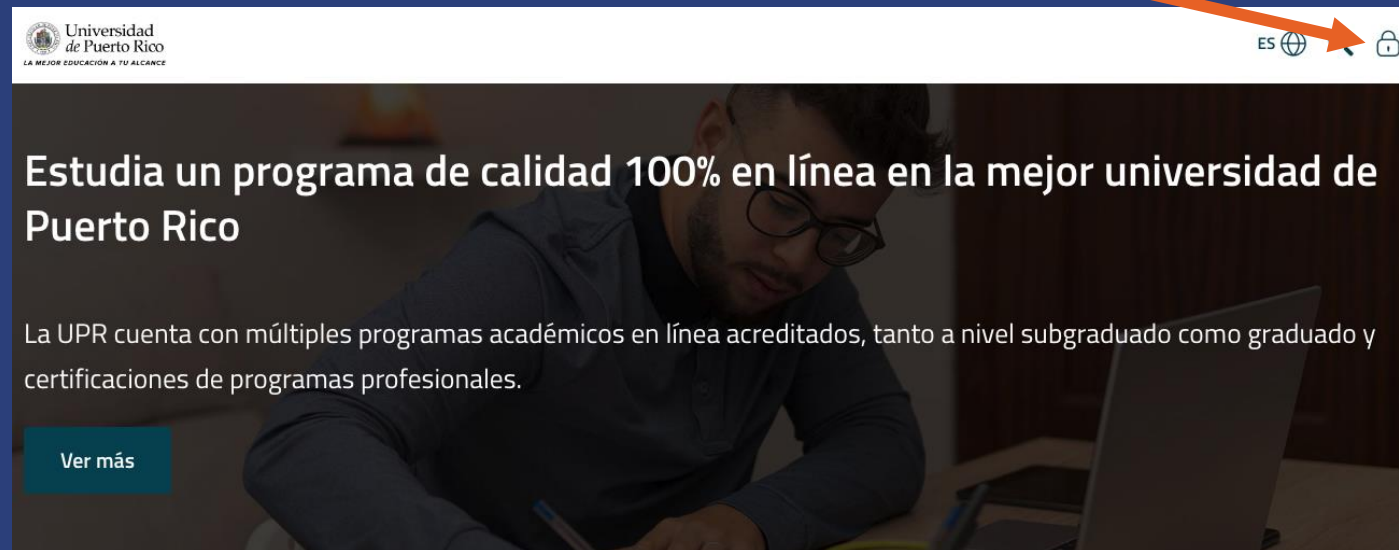 Universidad
de Puerto Rico
LA MEJOR EDUCACIÓN A TU ALCANCE
ES
Estudia un programa de calidad 100% en línea en la mejor universidad de
Puerto Rico
La UPR cuenta con múltiples programas académicos en línea acreditados, tanto a nivel subgraduado como graduado y
certificaciones de programas profesionales.
Ver más